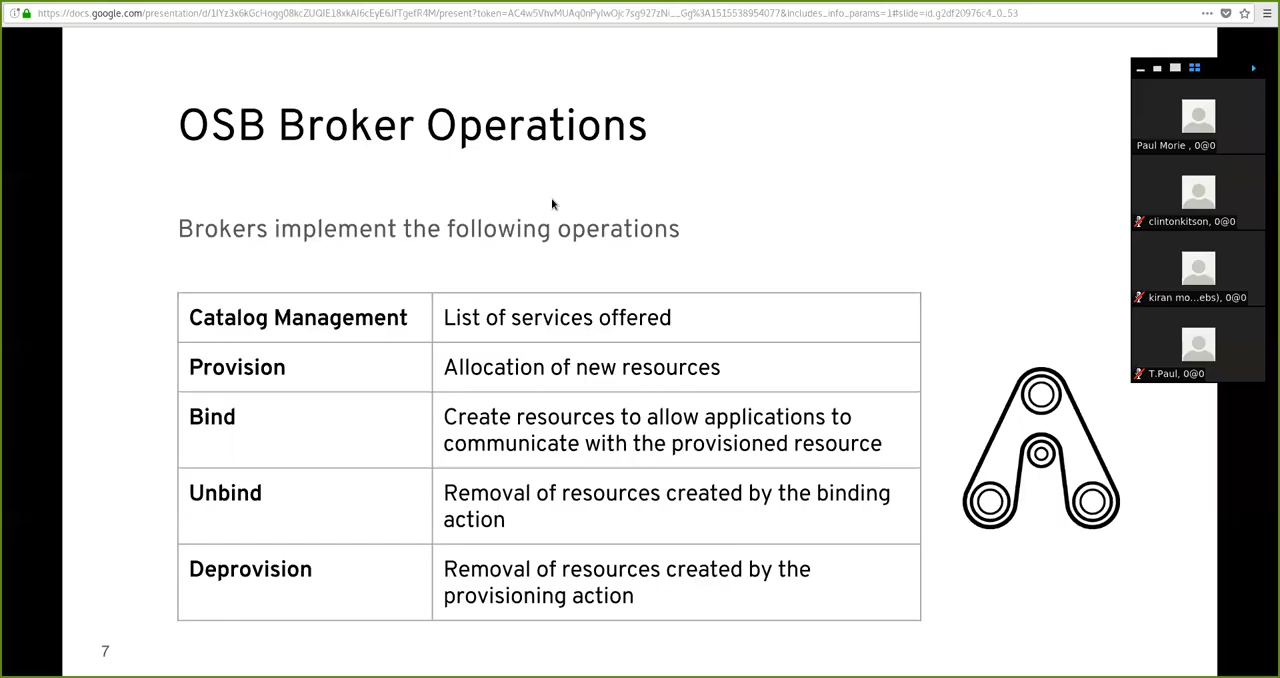 OSB Broker Operations
Brokers implement the following operations
Catalog Management
List of services offered
Provision
Allocation of new resources
Bind
Create resources to allow applications to
communicate with the provisioned resource
Unbind
Removal of resources created by the binding
action
Deprovision
Removal of resources created by the
provisioning action
7
Paul Morie , 0@0
clintonkitson, 0@0
kiran mo...ebs), 0@0
T.Paul, 0@0